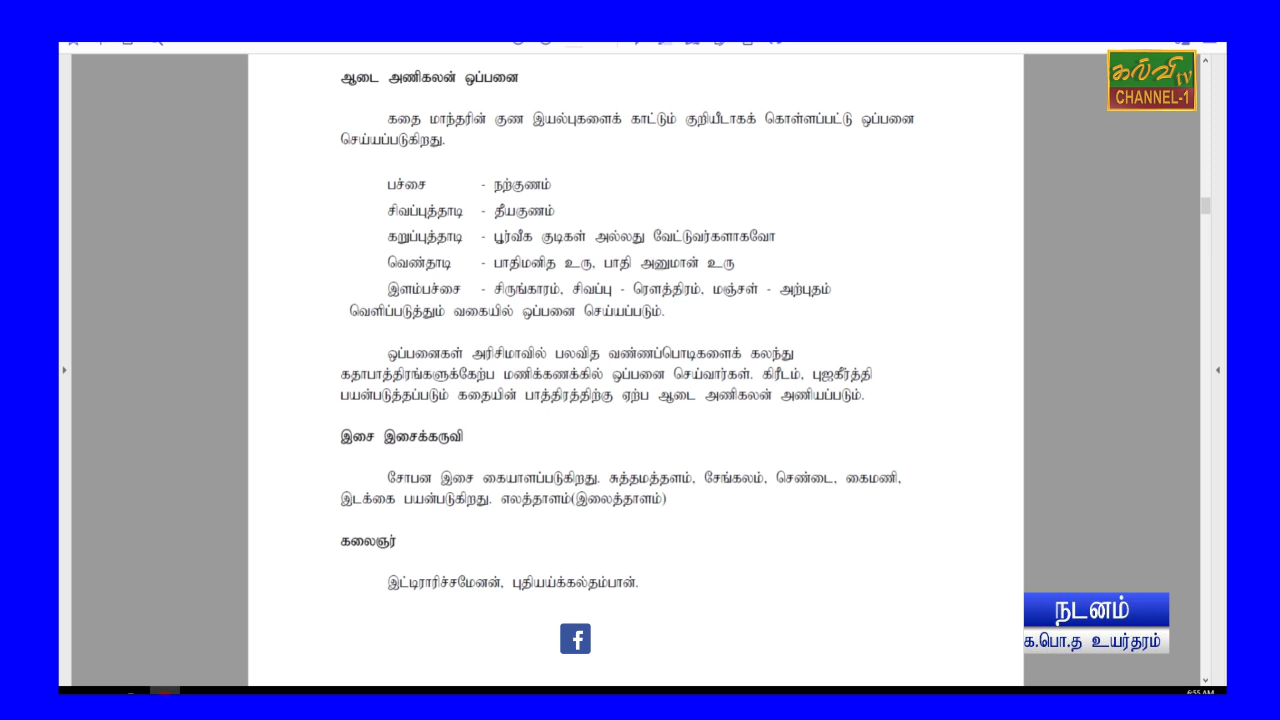 ஆடை அணிகலன் ஒப்பனை
கதை மாந்தரின் குண இயல்புகளைக் காட்டும் குறியீடாகக் கொள்ளப்பட்டு ஒப்பனை
செய்யப்படுகிறது.
பச்சை - நற்குணம்
சிவப்புத்தாடி - தீயகுணம்
கறுப்புத்தாடி - பூர்வீக குடிகள் அல்லது வேட்டுவர்களாகவோ
வெண்தாடி - பாதிமனித உரு, பாதி அனுமான் உரு
இளம்பச்சை - சிருங்காரம், சிவப்பு - ரௌத்திரம், மஞ்சள் - அற்புதம்
வெளிப்படுத்தும் வகையில் ஒப்பனை செய்யப்படும்.
ஒப்பனைகள் அரிசிமாவில் பலவித வண்ணப்பொடிகளைக் கலந்து
கதாபாத்திரங்களுக்கேற்ப மணிக்கணக்கில் ஒப்பனை செய்வார்கள். கிரீடம், புஜகீர்த்தி
பயன்படுத்தப்படும் கதையின் பாத்திரத்திற்கு ஏற்ப ஆடை அணிகலன் அணியப்படும்.
இசை இசைக்கருவி
சோபன இசை கையாளப்படுகிறது. சுத்தமத்தளம், சேங்கலம், செண்டை, கைமணி,
இடக்கை பயன்படுகிறது. எலத்தாளம்(இலைத்தாளம்)
கலைஞர்
இட்டிராரிச்சமேனன், புதியய்க்கல்தம்பான்.
கல்வி TV
CHANNEL-1
நடனம்
க.பொ.த உயர்தரம்
f
6:55 AM